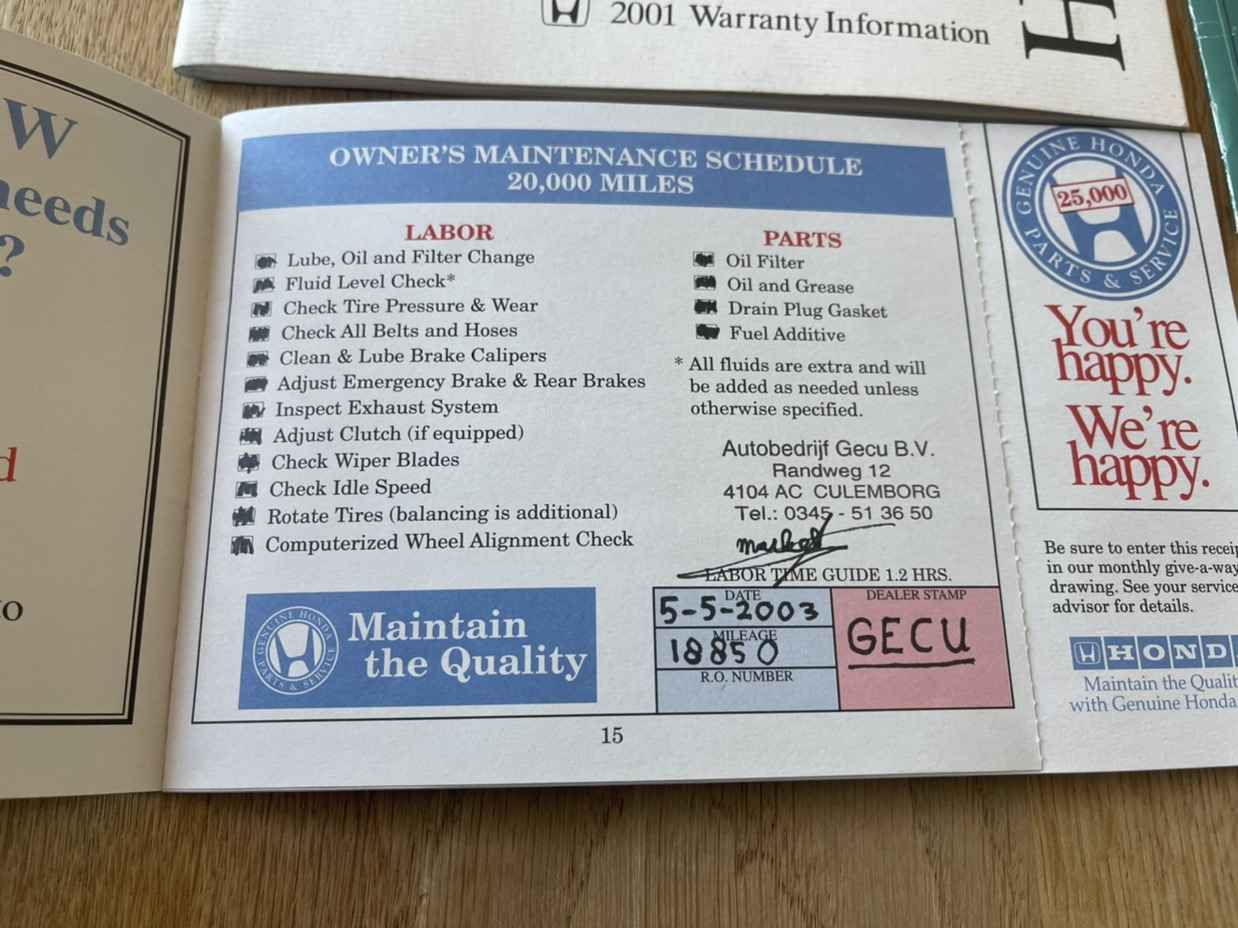 2001 Warranty Information
H
W
needs
?
d
to
OWNER'S MAINTENANCE SCHEDULE
20,000 MILES
LABOR
Lube, Oil and Filter Change
Fluid Level Check*
Check Tire Pressure & Wear
Check All Belts and Hoses
Clean & Lube Brake Calipers
Adjust Emergency Brake & Rear Brakes
Inspect Exhaust System
Adjust Clutch (if equipped)
Check Wiper Blades
Check Idle Speed
Rotate Tires (balancing is additional)
Computerized Wheel Alignment Check
PARTS
Oil Filter
Oil and Grease
Drain Plug Gasket
Fuel Additive
* All fluids are extra and will
be added as needed unless
otherwise specified.
Autobedrijf Gecu B.V.
Randweg 12
4104 AC CULEMBORG
Tel.: 0345 - 51 36 50
LABOR TIME GUIDE 1.2 HRS.
DATE
5-5-2003
MILEAGE
18850
R.O. NUMBER
DEALER STAMP
GECU
GENUINE HONDA
PARTS & SERVICE
Maintain
the Quality
15
GENUINE HONDA
25,000
PARTS & SERVICE
You're
happy.
We're
happy.
Be sure to enter this receip
in our monthly give-a-way
drawing. See your service
advisor for details.
HOND
Maintain the Qualit
with Genuine Honda